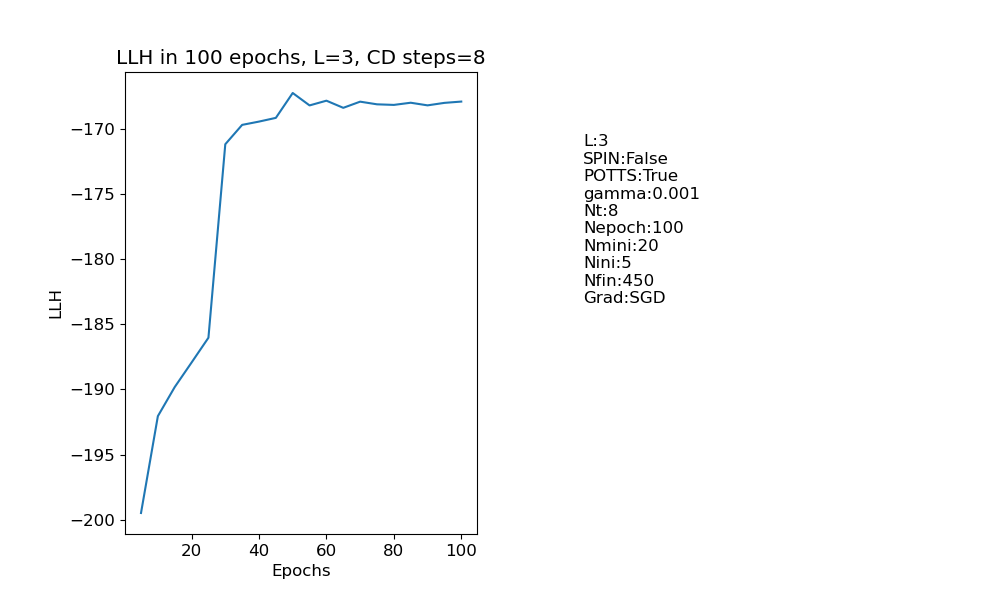 LLH in 100 epochs, L=3, CD steps=8
−170
−175
−180
−185
−190
−195
−200
LLH
20
40
60
80
100
Epochs
L:3
SPIN:False
POTTS:True
gamma:0.001
Nt:8
Nepoch:100
Nmini:20
Nini:5
Nfin:450
Grad:SGD